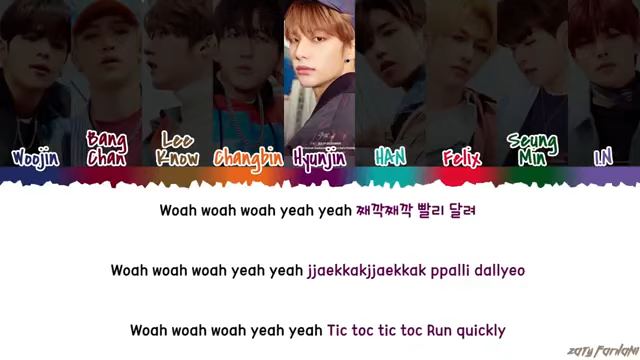 Woojin
Bang Chan
Lee Know
Changbin
Hyunjin
HAN
Felix
Seung Min
I.N
Woah woah woah yeah yeah 째깍째깍 빨리 달려
Woah woah woah yeah yeah jjaekkakjjaekkak ppalli dallyeo
Woah woah woah yeah yeah Tic toc tic toc Run quickly
zaty farhani